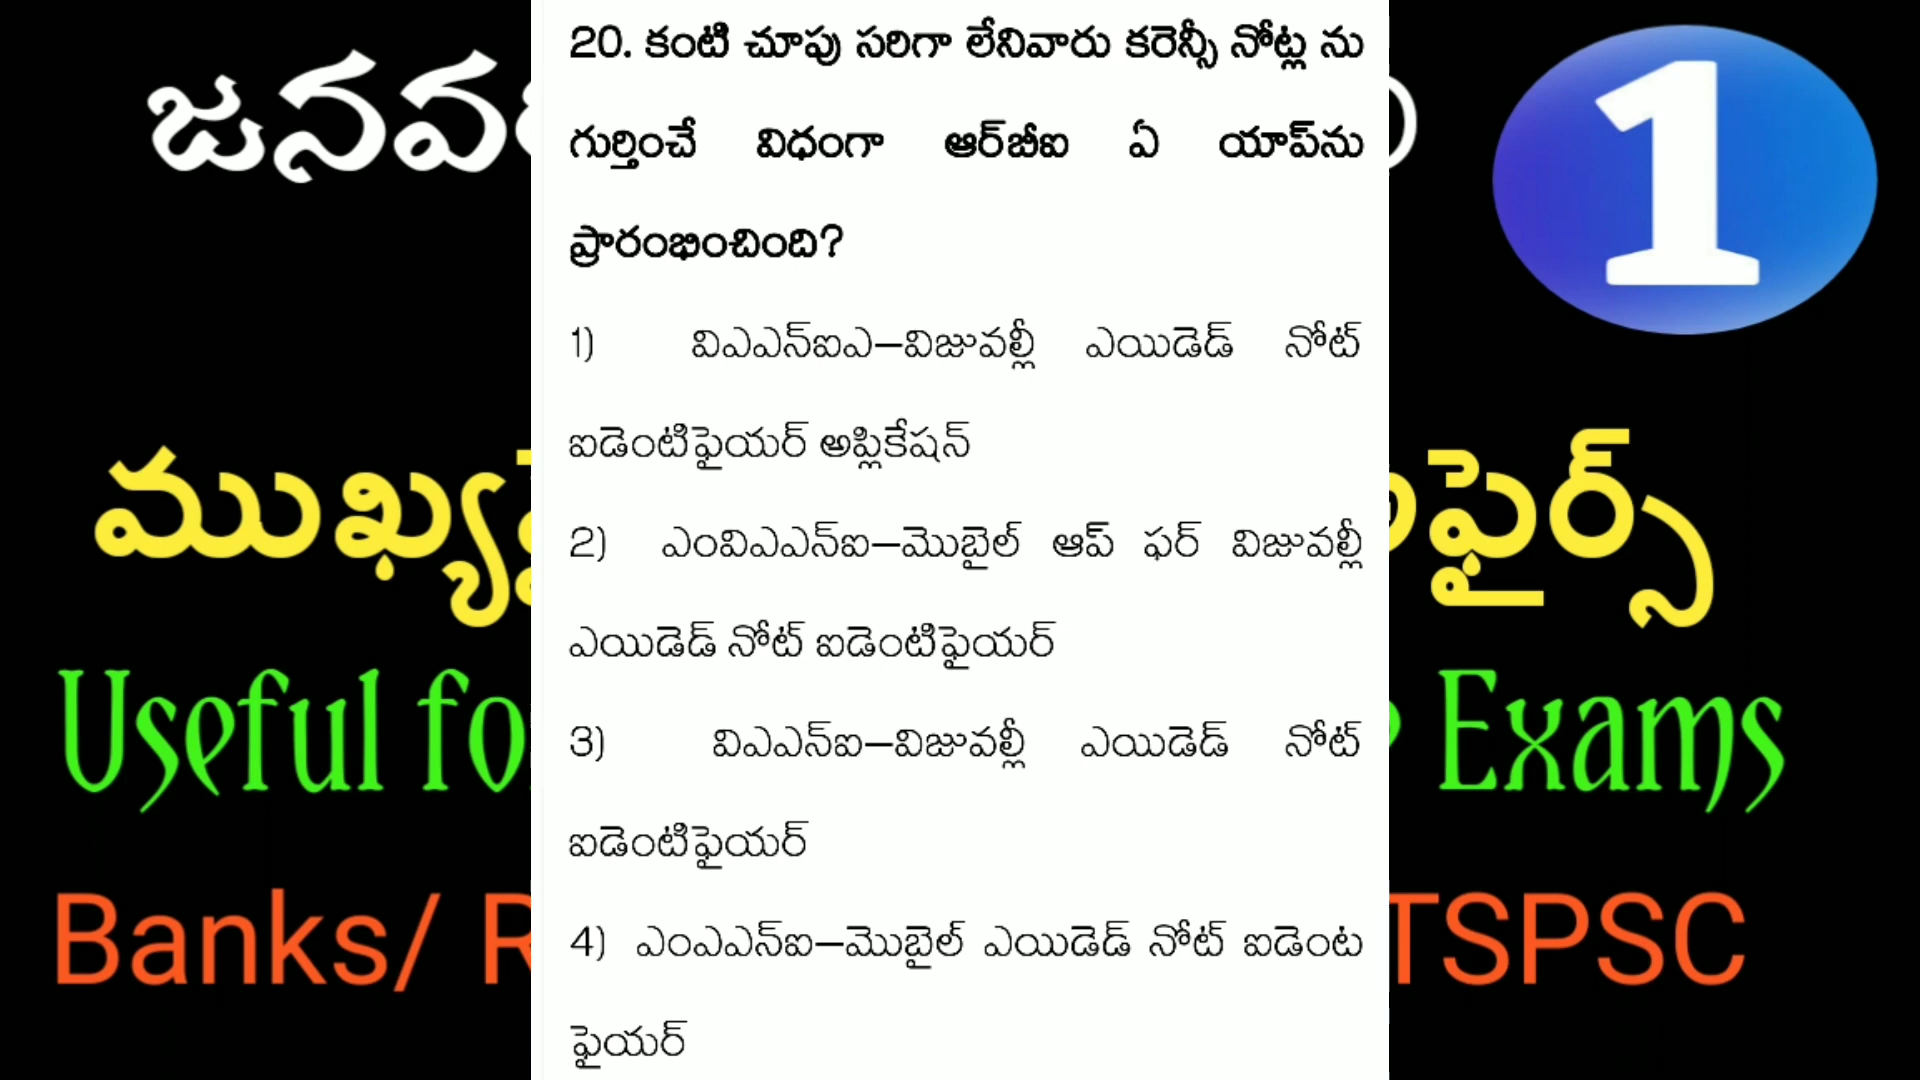 జనవ
1
20. కంటి చూపు సరిగా లేనివారు కరెన్సీ నోట్ల ను
గుర్తించే విధంగా ఆర్‌బీఐ ఏ యాప్‌ను
ప్రారంభించింది?
1) విఎఎన్ఐఎ–విజువల్లీ ఎయిడెడ్ నోట్
ఐడెంటిఫైయర్ అప్లికేషన్
2) ఎంవిఎఎన్ఐ–మొబైల్ ఆప్ ఫర్ విజువల్లీ
ఎయిడెడ్ నోట్ ఐడెంటిఫైయర్
3) విఎఎన్ఐ–విజువల్లీ ఎయిడెడ్ నోట్
ఐడెంటిఫైయర్
4) ఎంఎఎన్ఐ–మొబైల్ ఎయిడెడ్ నోట్ ఐడెంట
ఫైయర్
ముఖ్య
ఫైర్స్
Useful fo
Exams
Banks/ R
TSPSC